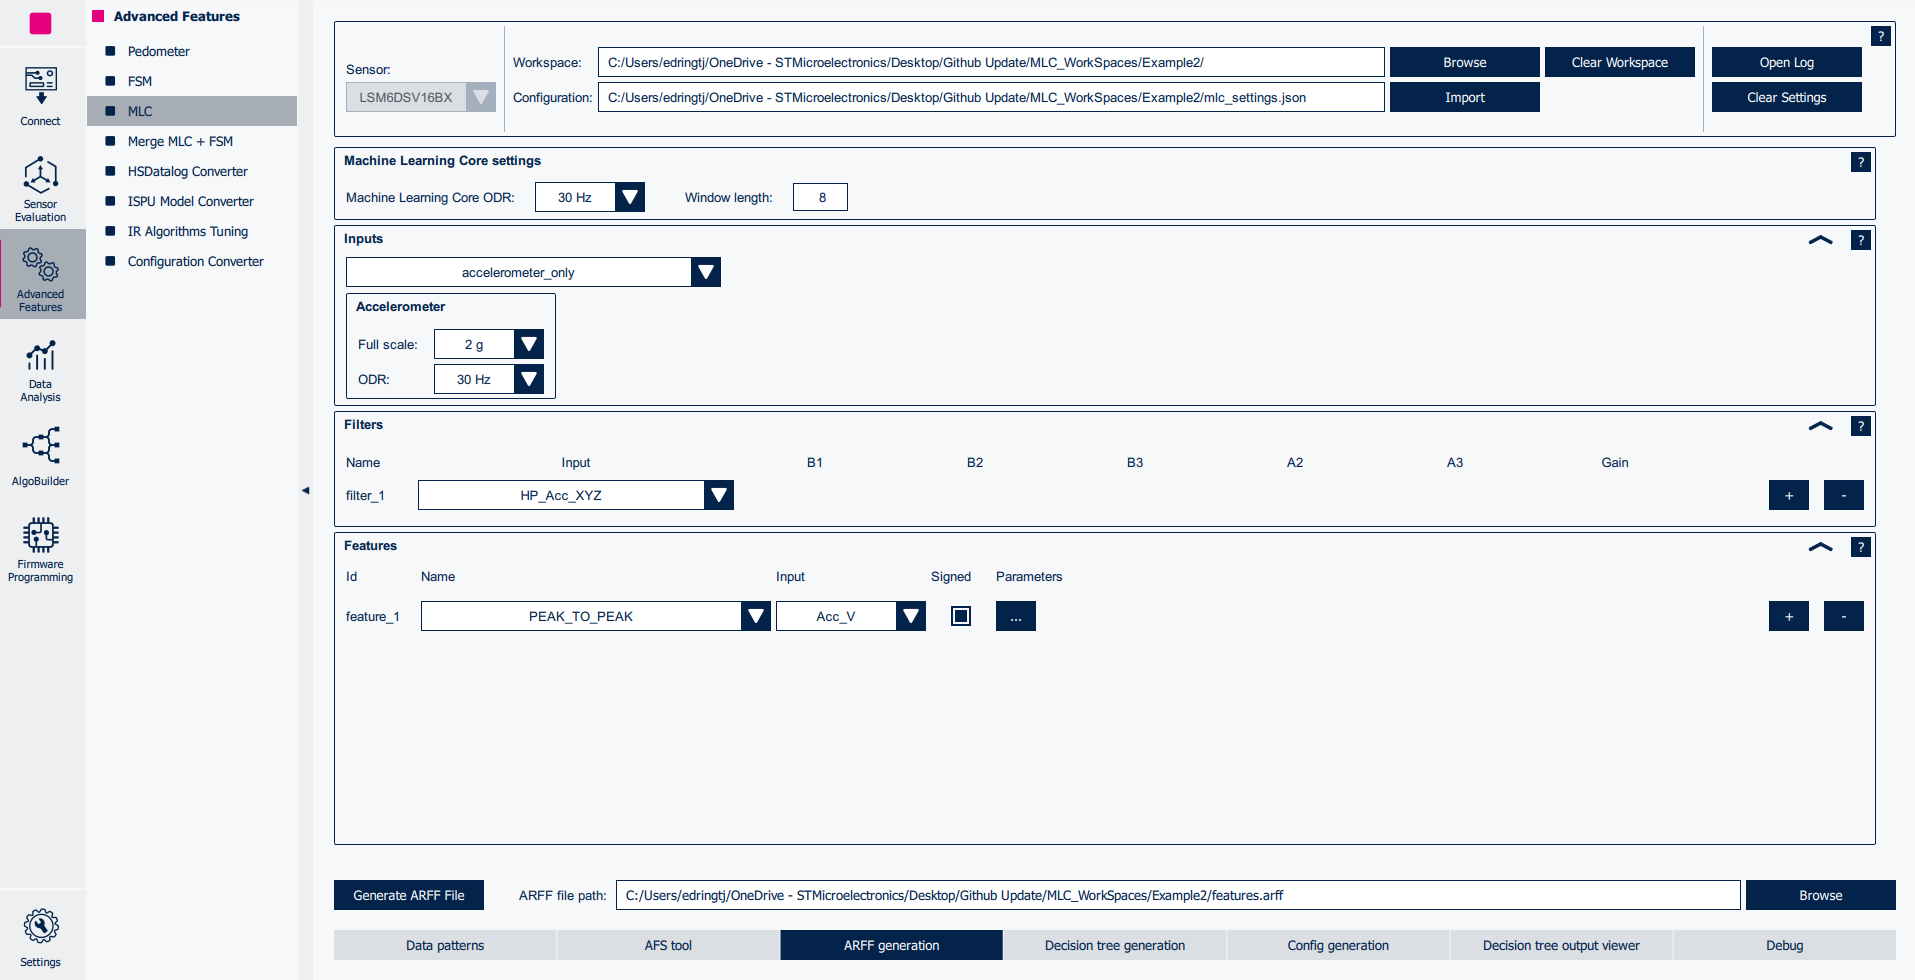 Advanced Features
Pedometer
FSM
MLC
Merge MLC + FSM
HSDatalog Converter
ISPU Model Converter
IR Algorithms Tuning
Configuration Converter
Connect
Sensor
Evaluation
Advanced
Features
Data
Analysis
AlgoBuilder
Firmware
Programming
Settings
Sensor:
LSM6DSV16BX
Workspace: C:/Users/edringtj/OneDrive - STMicroelectronics/Desktop/Github Update/MLC_WorkSpaces/Example2/ Browse Clear Workspace Open Log ?
Configuration: C:/Users/edringtj/OneDrive - STMicroelectronics/Desktop/Github Update/MLC_WorkSpaces/Example2/mlc_settings.json Import Clear Settings
Machine Learning Core settings ?
Machine Learning Core ODR: 30 Hz Window length: 8
Inputs ?
accelerometer_only
Accelerometer
Full scale: 2 g
ODR: 30 Hz
Filters ?
Name Input B1 B2 B3 A2 A3 Gain
filter_1 HP_Acc_XYZ + -
Features ?
Id Name Input Signed Parameters
feature_1 PEAK_TO_PEAK Acc_V ... + -
Generate ARFF File ARFF file path: C:/Users/edringtj/OneDrive - STMicroelectronics/Desktop/Github Update/MLC_WorkSpaces/Example2/features.arff Browse
Data patterns AFS tool ARFF generation Decision tree generation Config generation Decision tree output viewer Debug